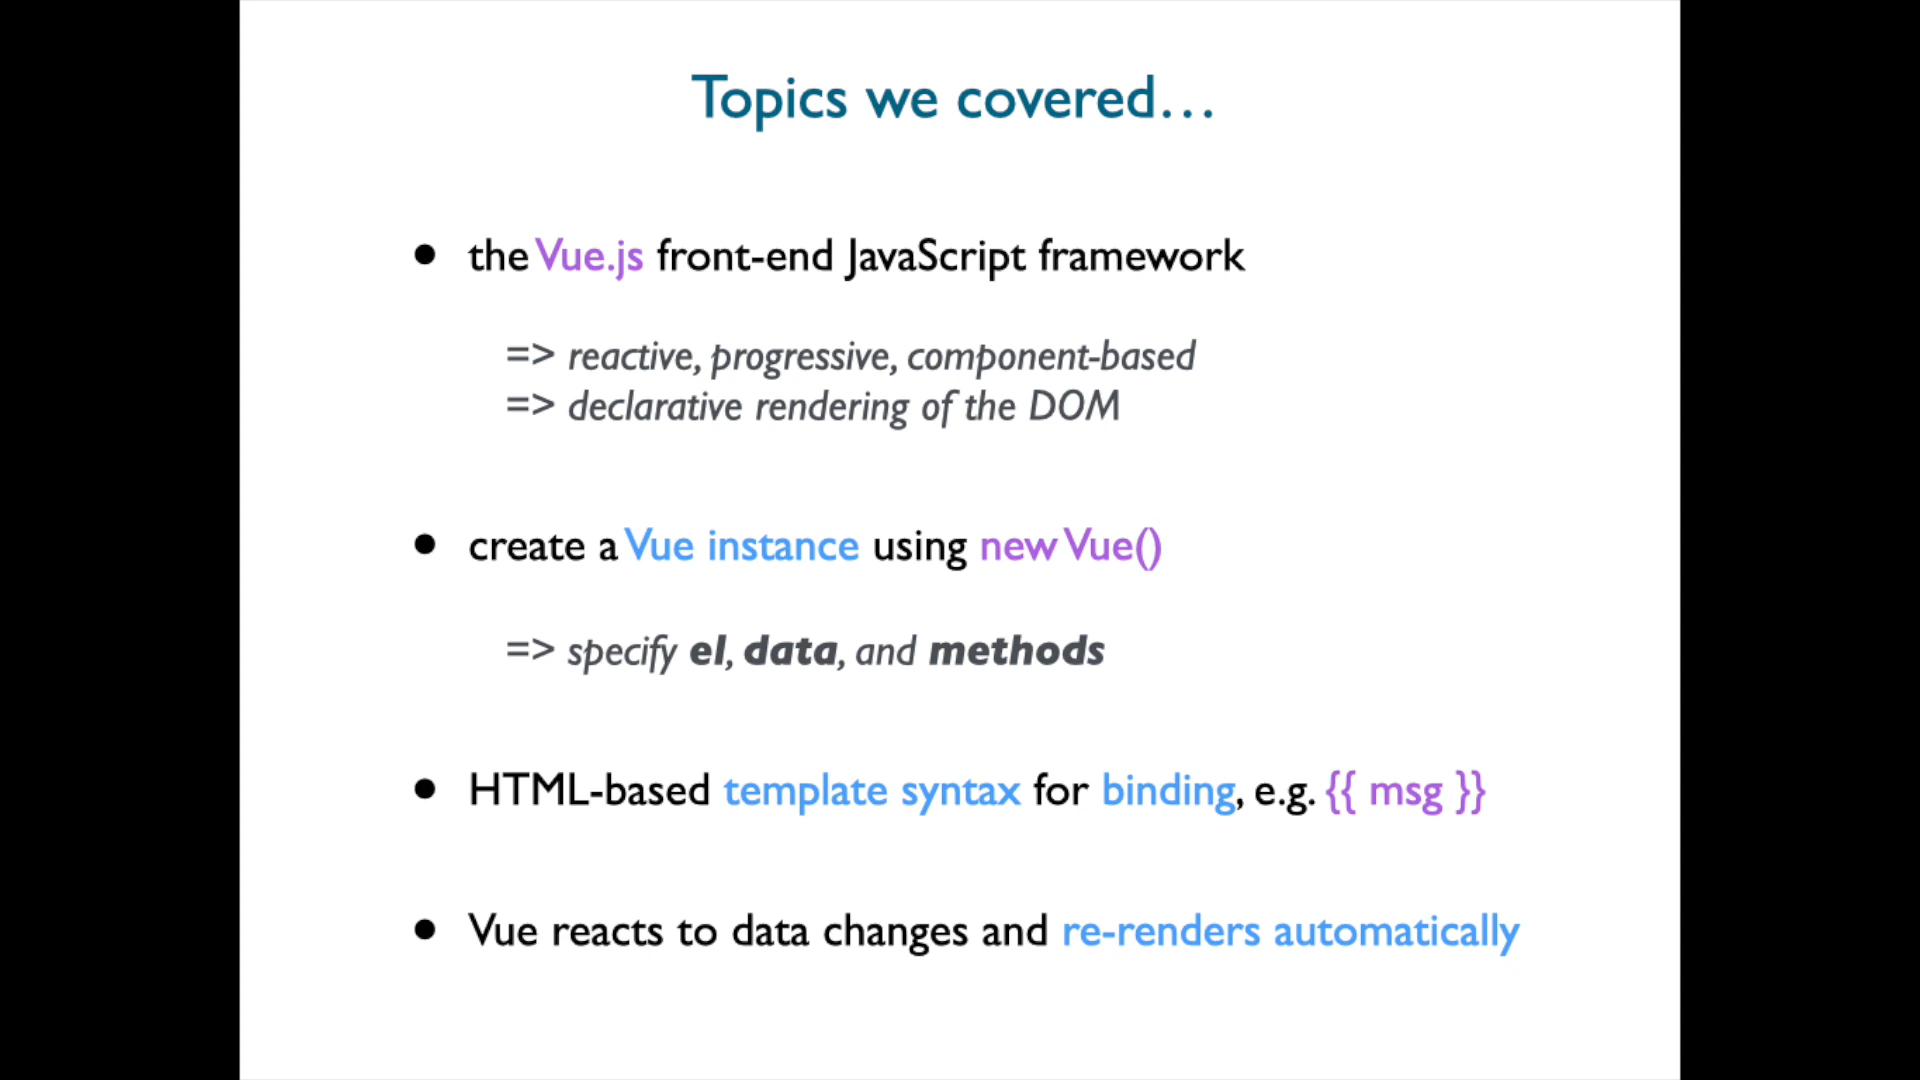 Topics we covered...
• the Vue.js front-end JavaScript framework
=> reactive, progressive, component-based
=> declarative rendering of the DOM
• create a Vue instance using new Vue()
=> specify el, data, and methods
• HTML-based template syntax for binding, e.g. {{ msg }}
• Vue reacts to data changes and re-renders automatically